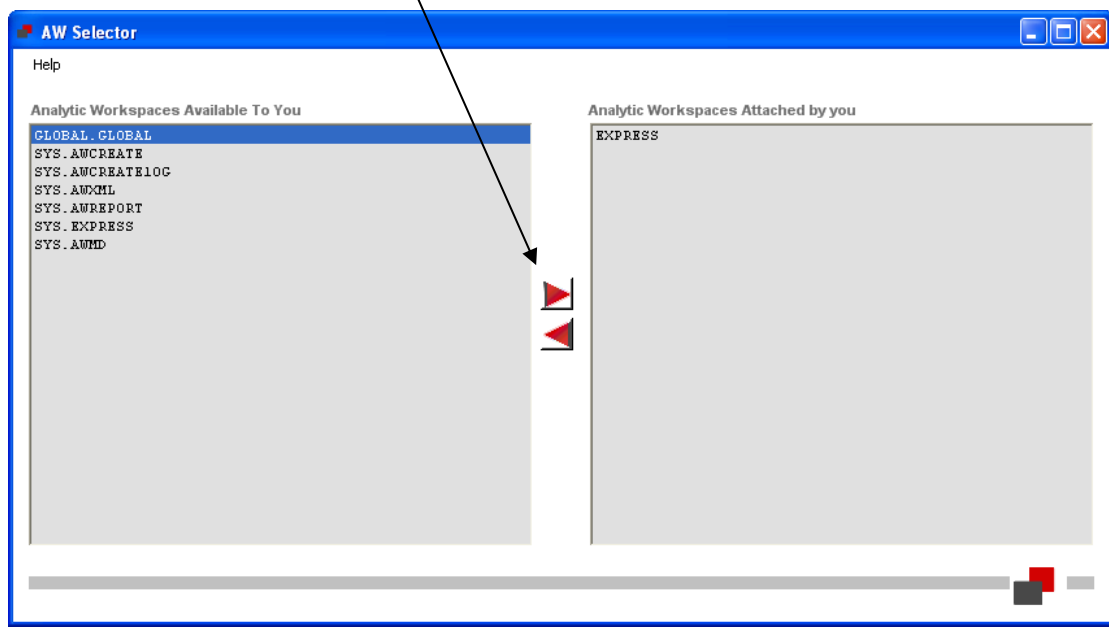 AW Selector
Help
Analytic Workspaces Available To You
GLOBAL.GLOBAL
SYS.AWCREATE
SYS.AWCREATE10G
SYS.AWXML
SYS.AWREPORT
SYS.EXPRESS
SYS.AWMD
Analytic Workspaces Attached by you
EXPRESS